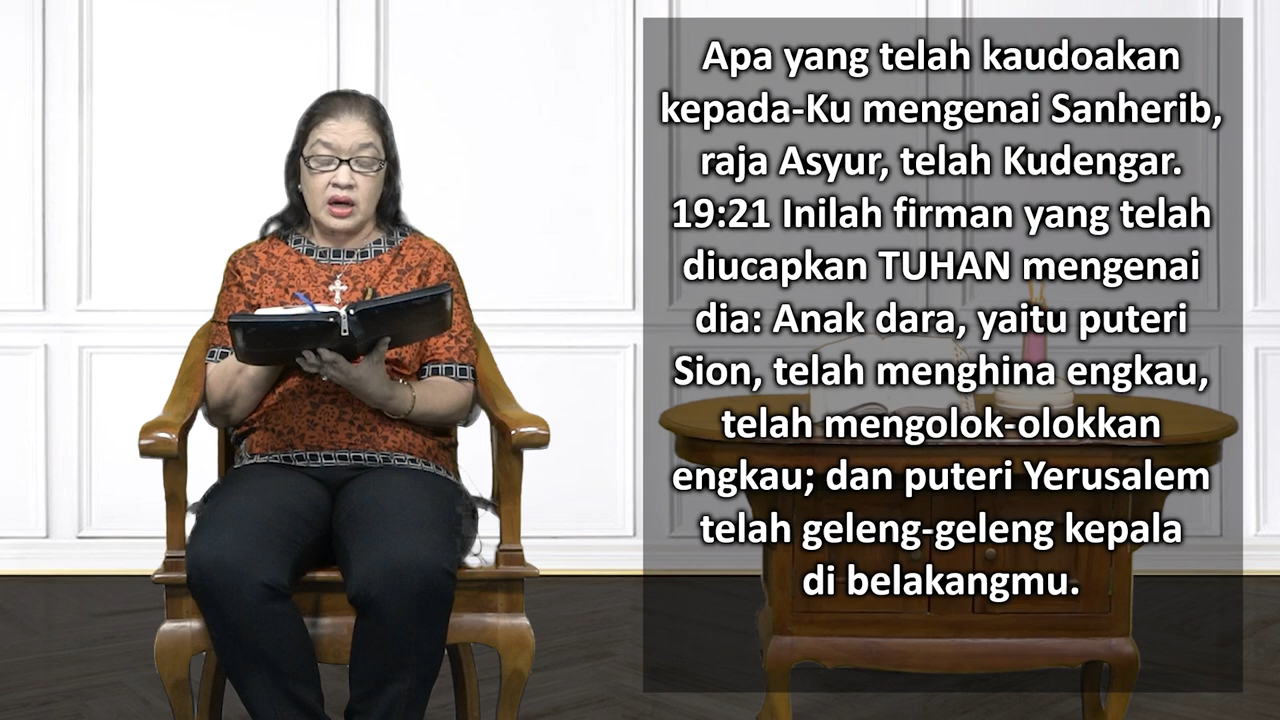 Apa yang telah kaudoakan
kepada-Ku mengenai Sanherib,
raja Asyur, telah Kudengar.
19:21 Inilah firman yang telah
diucapkan TUHAN mengenai
dia: Anak dara, yaitu puteri
Sion, telah menghina engkau,
telah mengolok-olokkan
engkau; dan puteri Yerusalem
telah geleng-geleng kepala
di belakangmu.